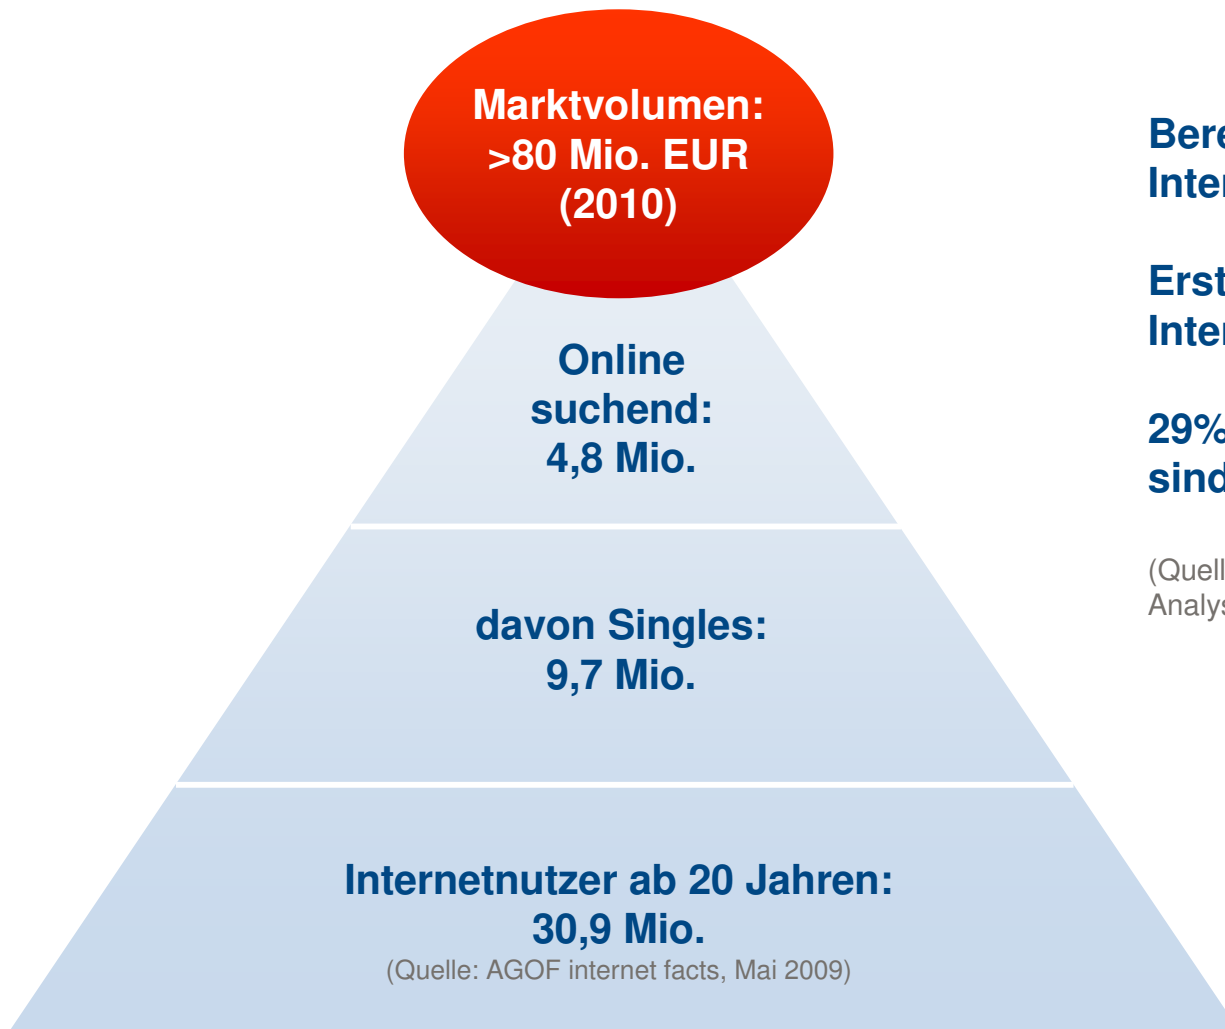 Marktvolumen:
>80 Mio. EUR
(2010)
Online
suchend:
4,8 Mio.
davon Singles:
9,7 Mio.
Internetnutzer ab 20 Jahren:
30,9 Mio.
(Quelle: AGOF internet facts, Mai 2009)
29%